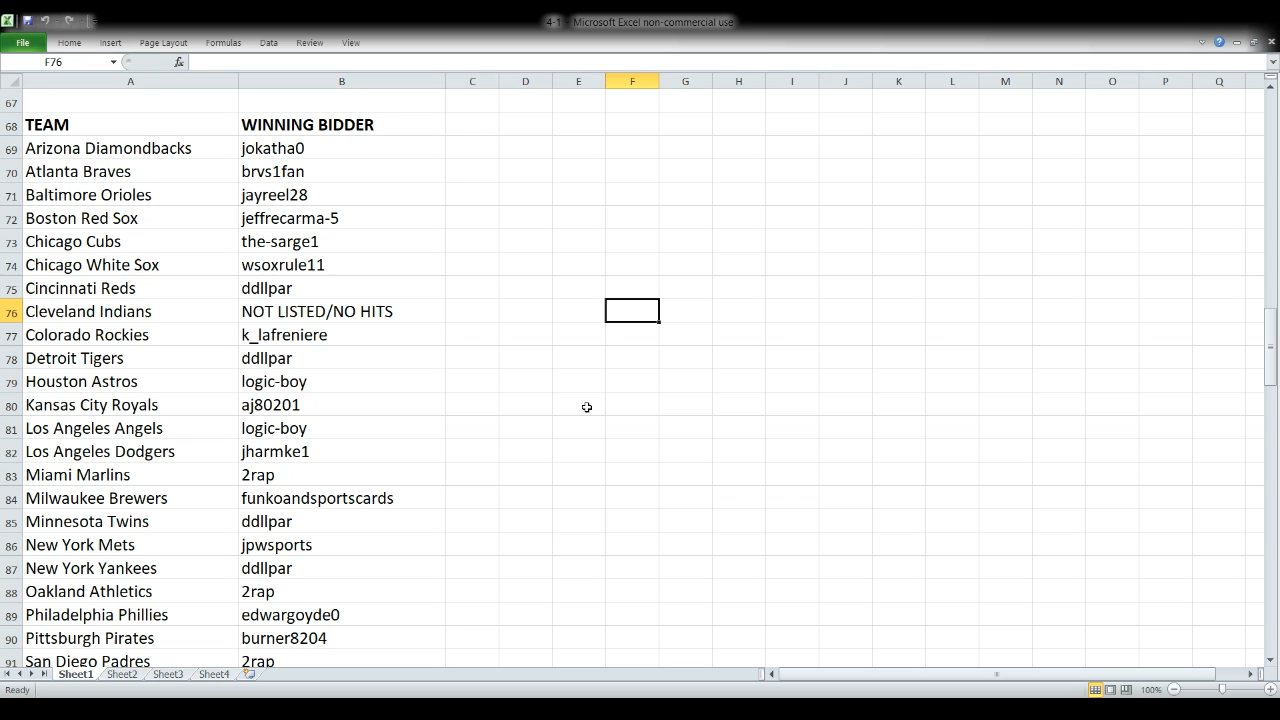 4-1 Microsoft Excel non-commercial use
File Home Insert Page Layout Formulas Data Review View
F76 fx
A B C D E F G H I J K L M N O P Q
67
68 TEAM WINNING BIDDER
69 Arizona Diamondbacks jokatha0
70 Atlanta Braves brvs1fan
71 Baltimore Orioles jayreel28
72 Boston Red Sox jeffrecarma-5
73 Chicago Cubs the-sarge1
74 Chicago White Sox wsoxrule11
75 Cincinnati Reds ddllpar
76 Cleveland Indians NOT LISTED/NO HITS
77 Colorado Rockies k_lafreniere
78 Detroit Tigers ddllpar
79 Houston Astros logic-boy
80 Kansas City Royals aj80201
81 Los Angeles Angels logic-boy
82 Los Angeles Dodgers jharmke1
83 Miami Marlins 2rap
84 Milwaukee Brewers funkoandsportscards
85 Minnesota Twins ddllpar
86 New York Mets jpwsports
87 New York Yankees ddllpar
88 Oakland Athletics 2rap
89 Philadelphia Phillies edwargoyde0
90 Pittsburgh Pirates burner8204
91 San Diego Padres 2rap
Sheet1 Sheet2 Sheet3 Sheet4
Ready 100%